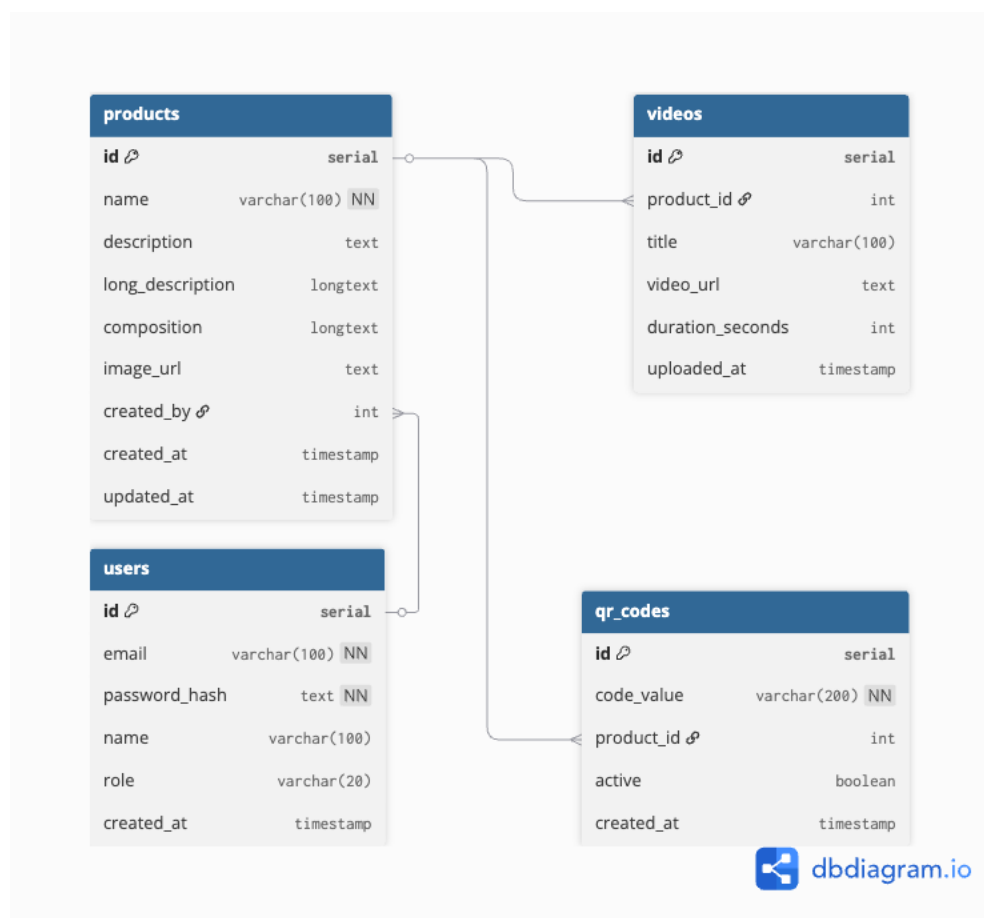 products
id serial
name varchar(100) NN
description text
long_description longtext
composition longtext
image_url text
created_by int
created_at timestamp
updated_at timestamp
users
id serial
email varchar(100) NN
password_hash text NN
name varchar(100)
role varchar(20)
created_at timestamp
videos
id serial
product_id int
title varchar(100)
video_url text
duration_seconds int
uploaded_at timestamp
qr_codes
id serial
code_value varchar(200) NN
product_id int
active boolean
created_at timestamp
dbdiagram.io